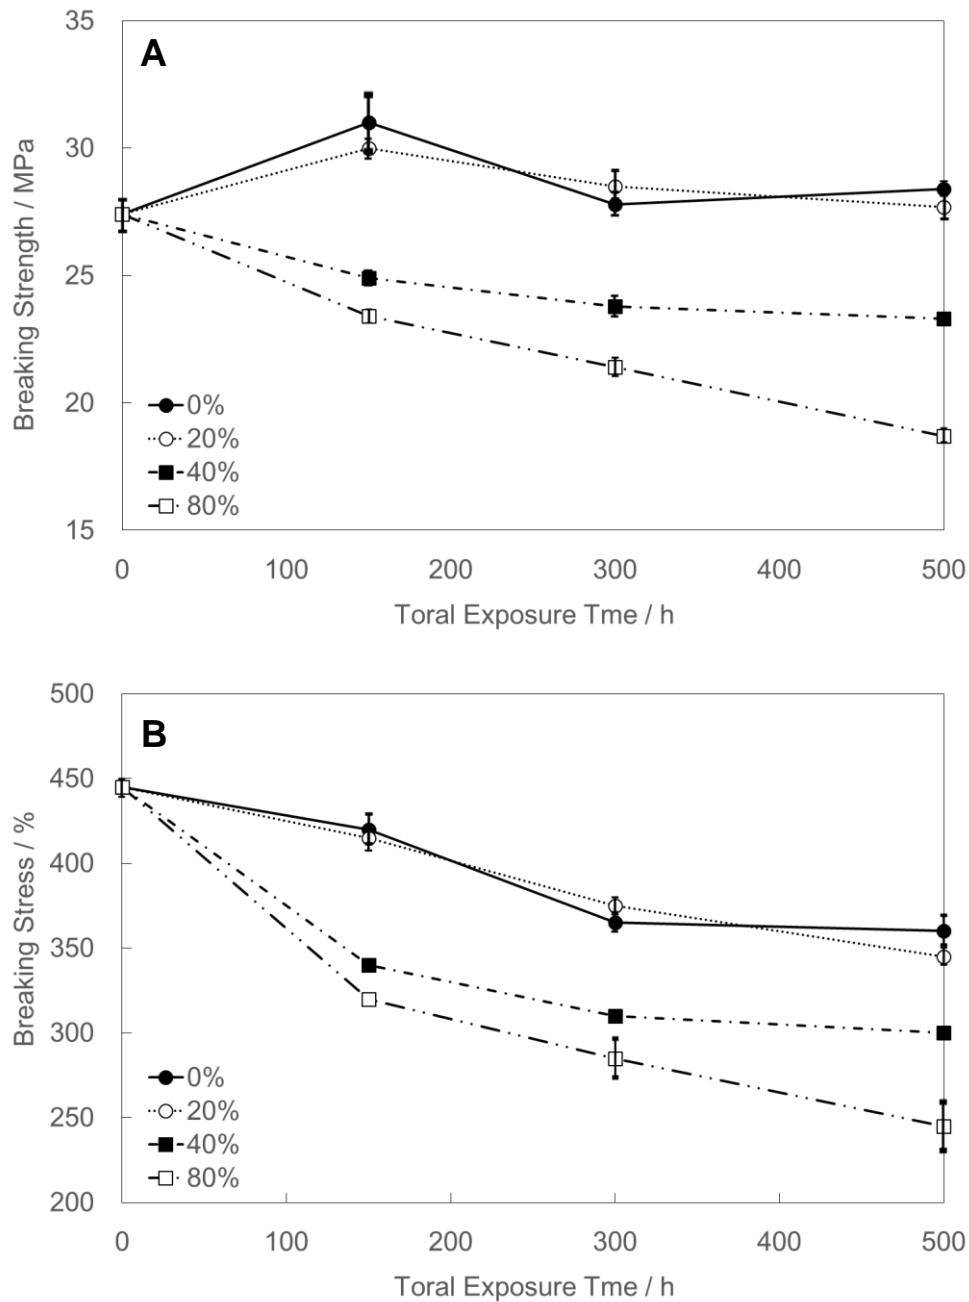 A
35
30
25
20
15
Breaking Strength / MPa
0%
20%
40%
80%
0 100 200 300 400 500
Toral Exposure Tme / h
B
500
450
400
350
300
250
200
Breaking Stress / %
0%
20%
40%
80%
0 100 200 300 400 500
Toral Exposure Tme / h